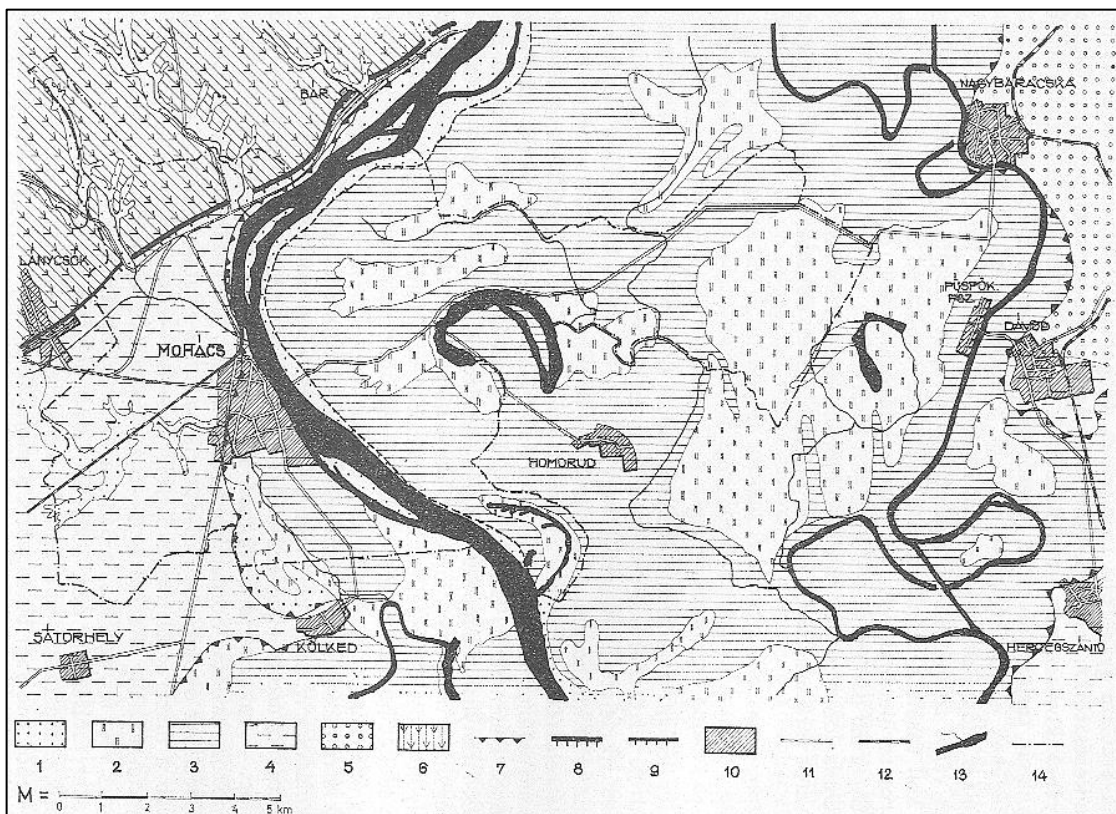 BÁR
NAGYBARACSKA
LÁNYCSÓK
MOHÁCS
PÜSPÖK.
PSZ.
DÁVOD
HOMORUD
SÁTORHELY
KÖLKED
HERCEGSZÁNTÓ
1 2 3 4 5 6 7 8 9 10 11 12 13 14
M = 0 1 2 3 4 5 km